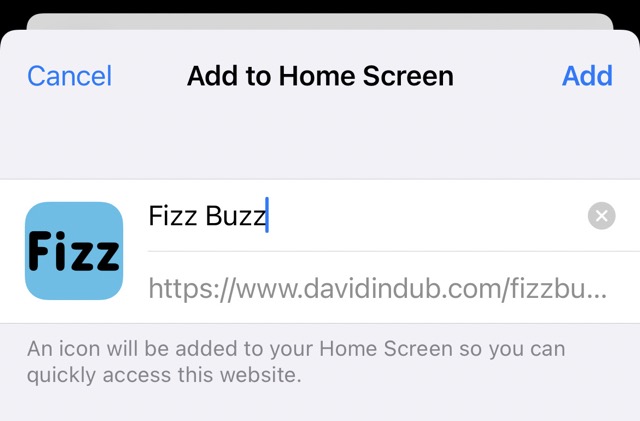 Cancel Add to Home Screen Add
Fizz Buzz
Fizz
https://www.davidindub.com/fizzbu...
An icon will be added to your Home Screen so you can
quickly access this website.